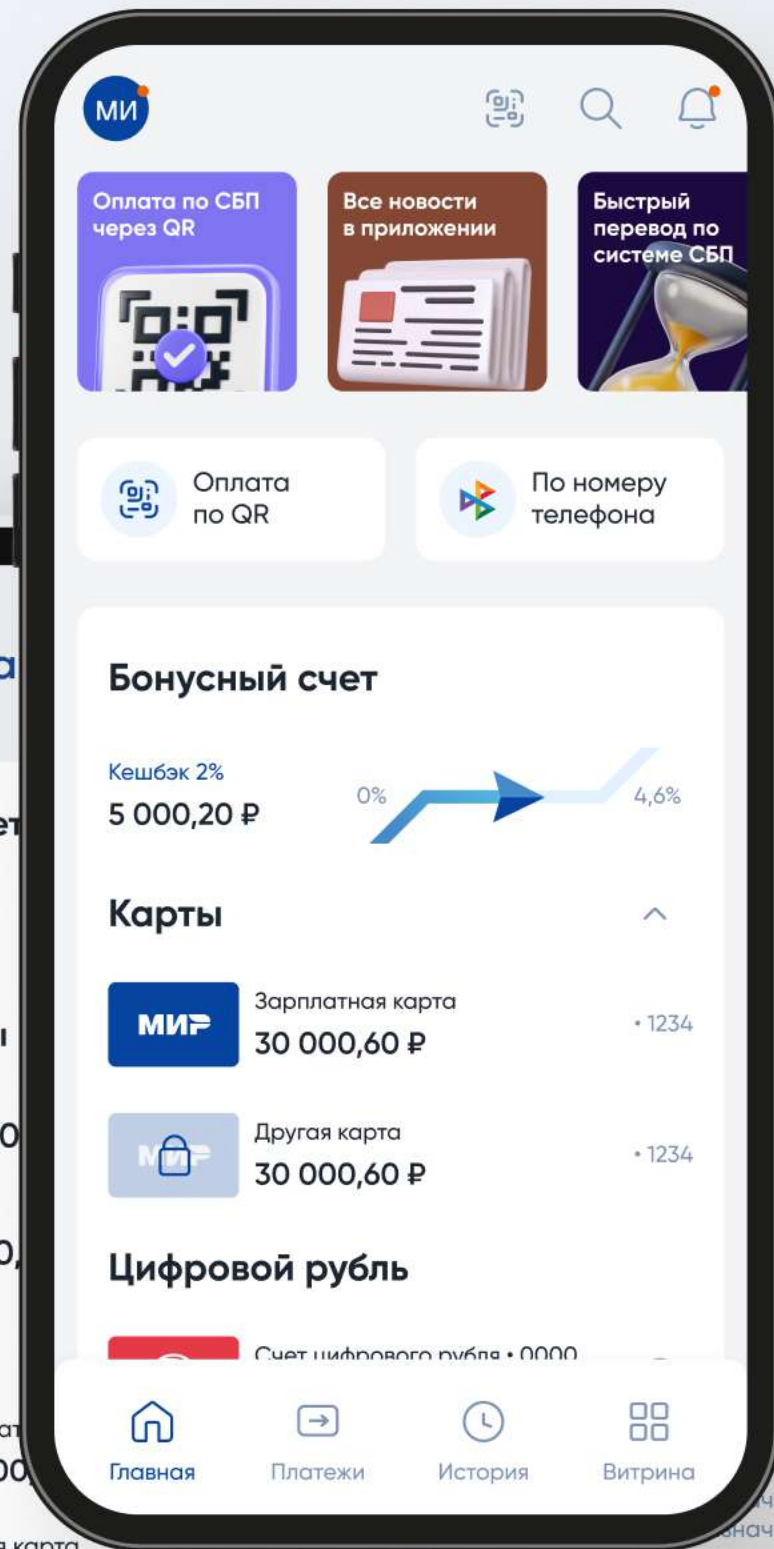 МИ
Оплата по СБП
через QR
Все новости
в приложении
Быстрый
перевод по
системе СБП
Оплата
по QR
По номеру
телефона
Бонусный счет
Кешбэк 2%
5 000,20 ₽
0%
4,6%
Карты
МИР
Зарплатная карта
30 000,60 ₽
• 1234
МИР
Другая карта
30 000,60 ₽
• 1234
Цифровой рубль
Счет цифрового рубля • 0000
Главная
Платежи
История
Витрина
карта